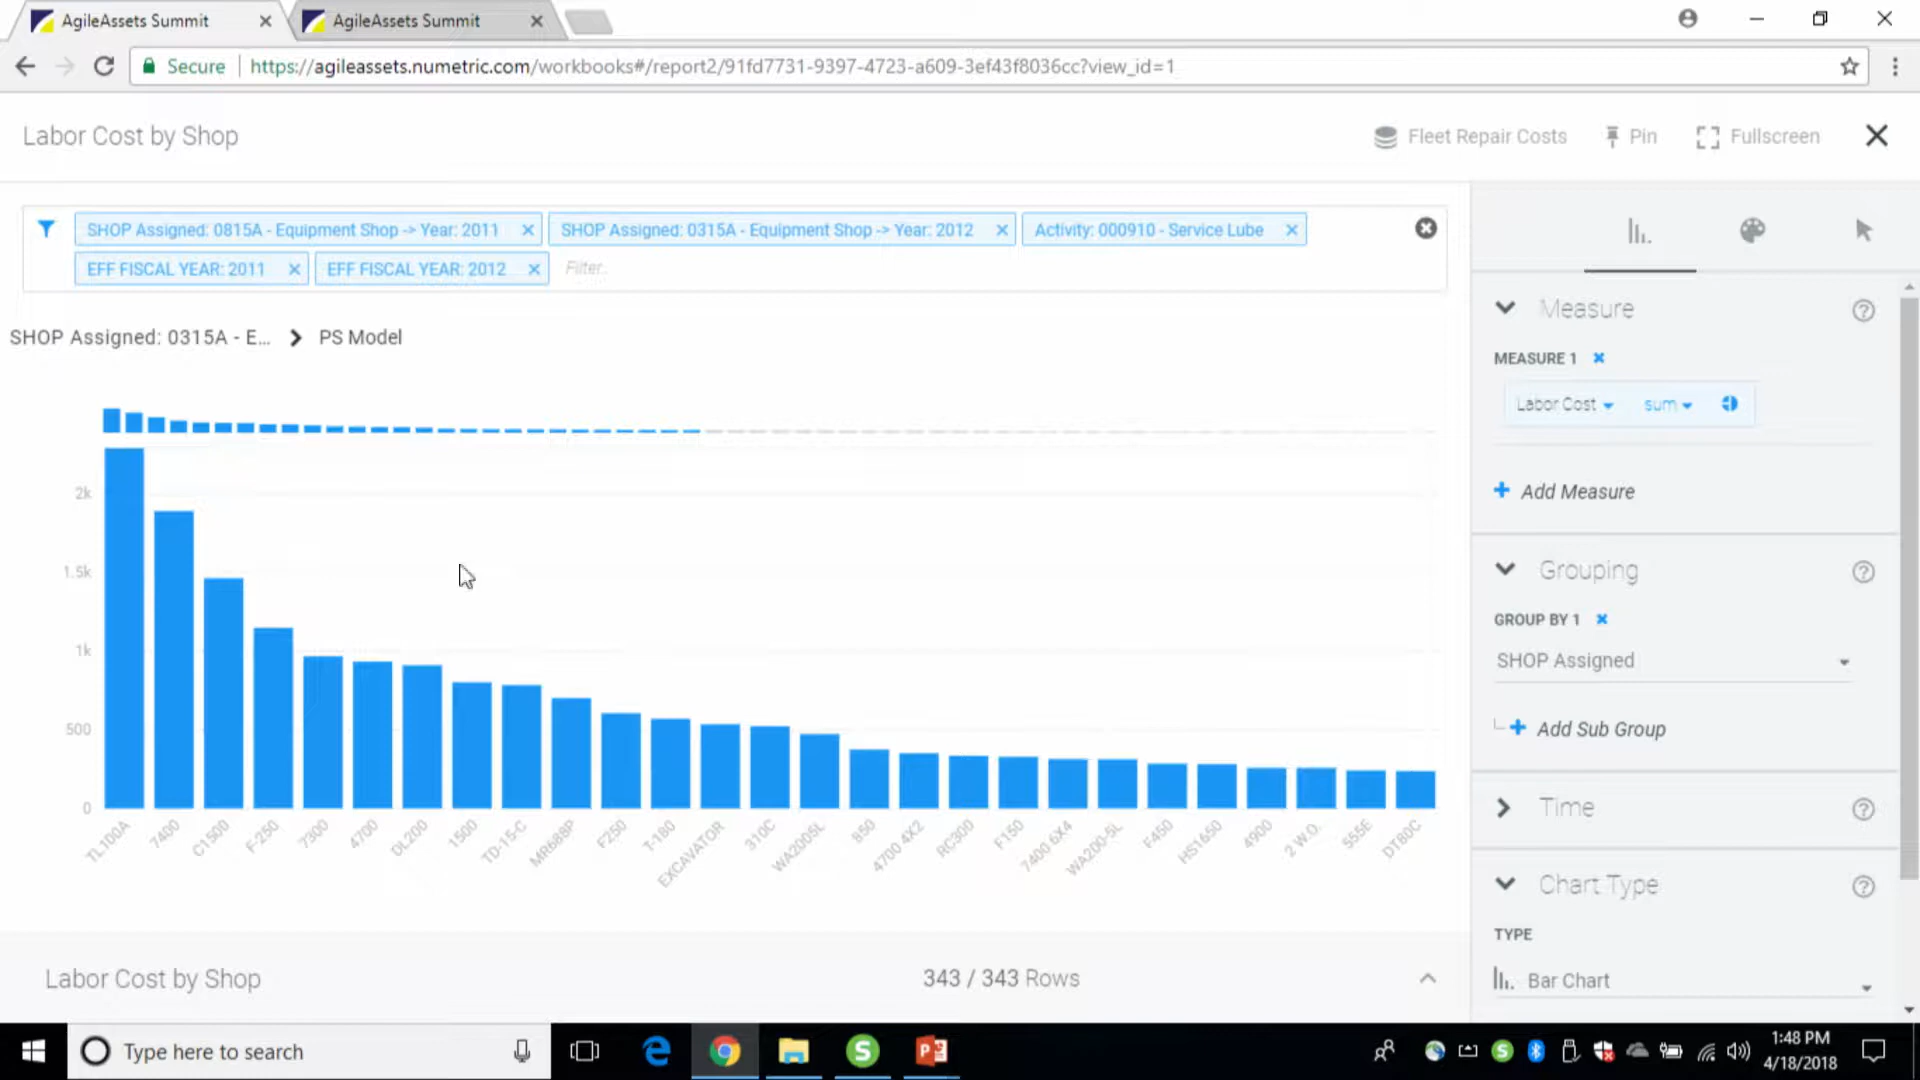 AgileAssets Summit
AgileAssets Summit
Secure
https://agileassets.numetric.com/workbooks#/report2/91fd7731-9397-4723-a609-3ef43f8036cc?view_id=1
Labor Cost by Shop
Fleet Repair Costs
Pin
Fullscreen
SHOP Assigned: 0815A - Equipment Shop -> Year: 2011
SHOP Assigned: 0315A - Equipment Shop -> Year: 2012
Activity: 000910 - Service Lube
EFF FISCAL YEAR: 2011
EFF FISCAL YEAR: 2012
Filter..
SHOP Assigned: 0315A - E...
PS Model
2k
1.5k
1k
500
0
TL100A
7400
C1500
F-250
7300
4700
DL200
1500
TD-15-C
MR688P
F250
T-180
EXCAVATOR
310C
WA2005L
850
4700 4X2
RC300
F150
7400 6X4
WA200-5L
F450
HS1650
4900
2 W.D.
555E
DT80C
Labor Cost by Shop
343 / 343 Rows
Measure
MEASURE 1
Labor Cost
sum
Add Measure
Grouping
GROUP BY 1
SHOP Assigned
Add Sub Group
Time
Chart Type
TYPE
Bar Chart
Type here to search
1:48 PM
4/18/2018